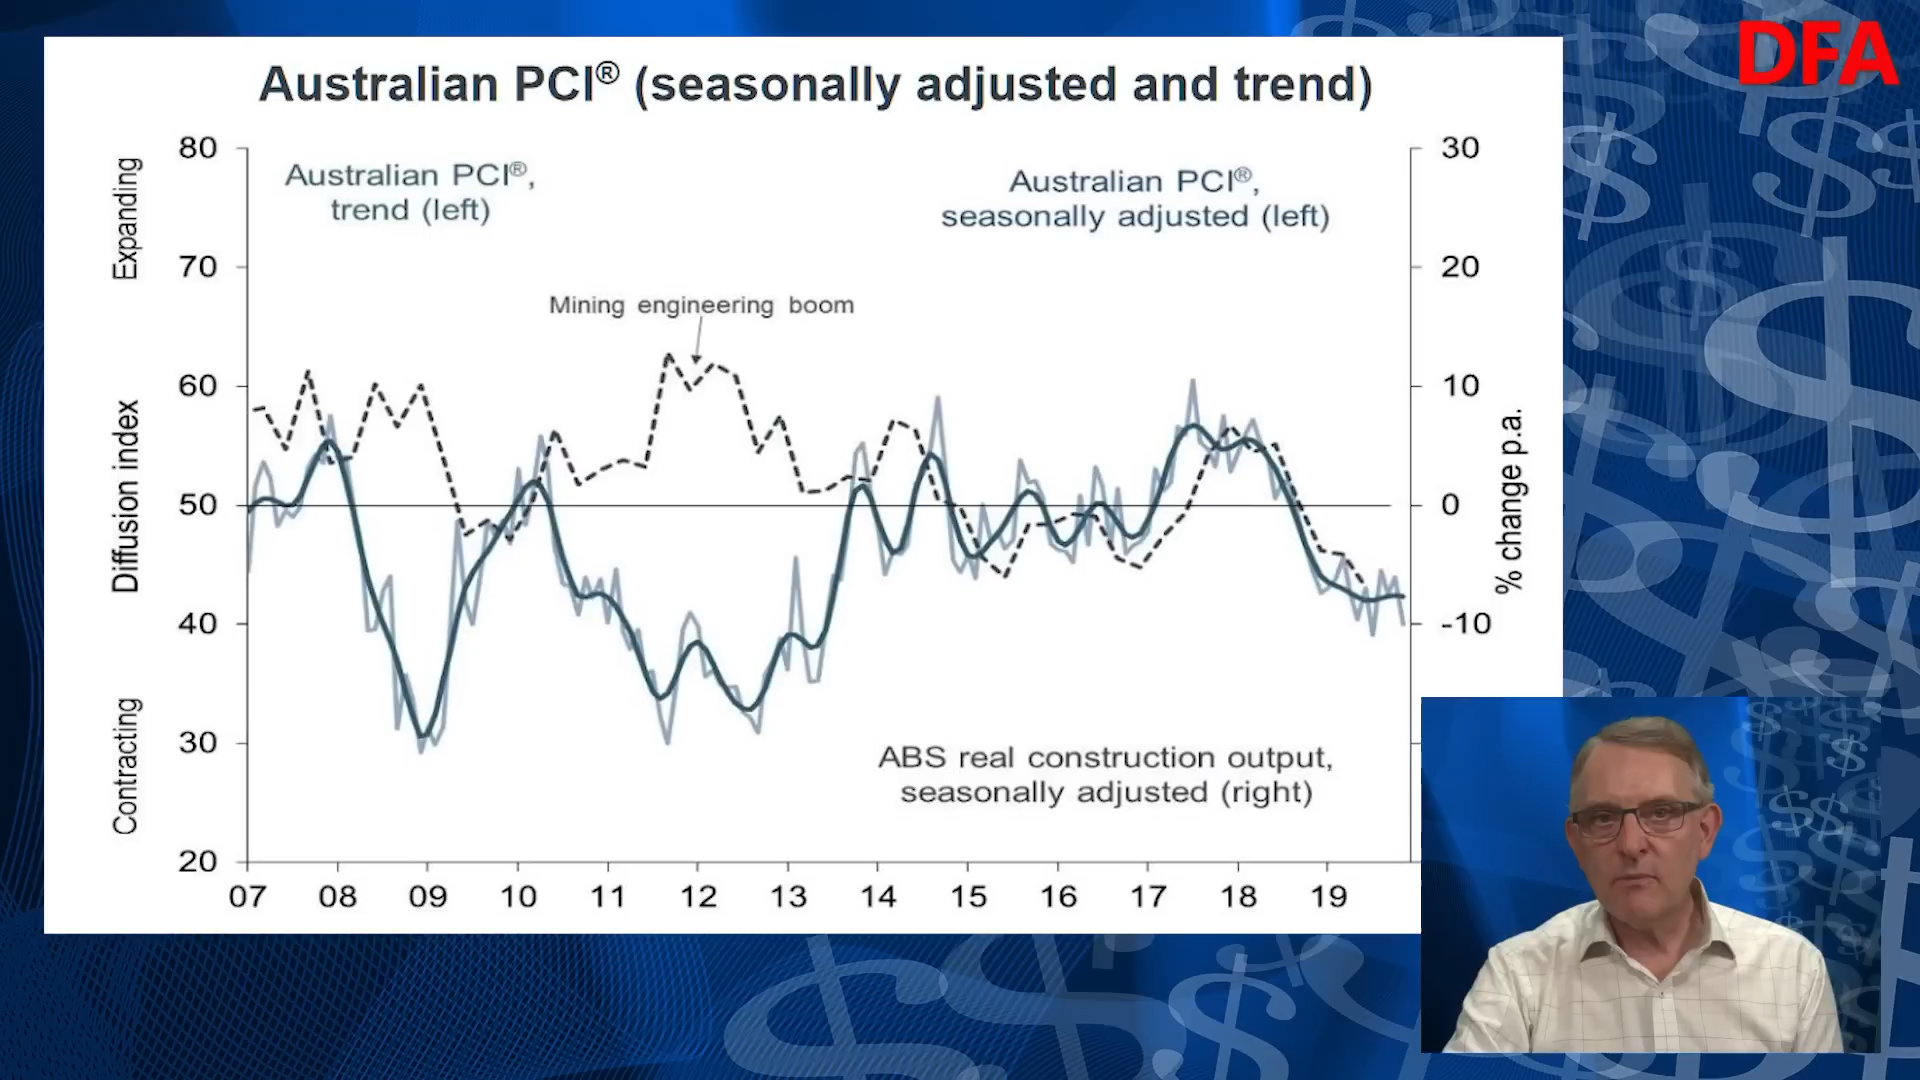 DFA
Australian PCI® (seasonally adjusted and trend)
Expanding
Diffusion index
Contracting
80
70
60
50
40
30
20
Australian PCI®,
trend (left)
Australian PCI®,
seasonally adjusted (left)
Mining engineering boom
ABS real construction output,
seasonally adjusted (right)
30
20
10
0
-10
% change p.a.
07 08 09 10 11 12 13 14 15 16 17 18 19